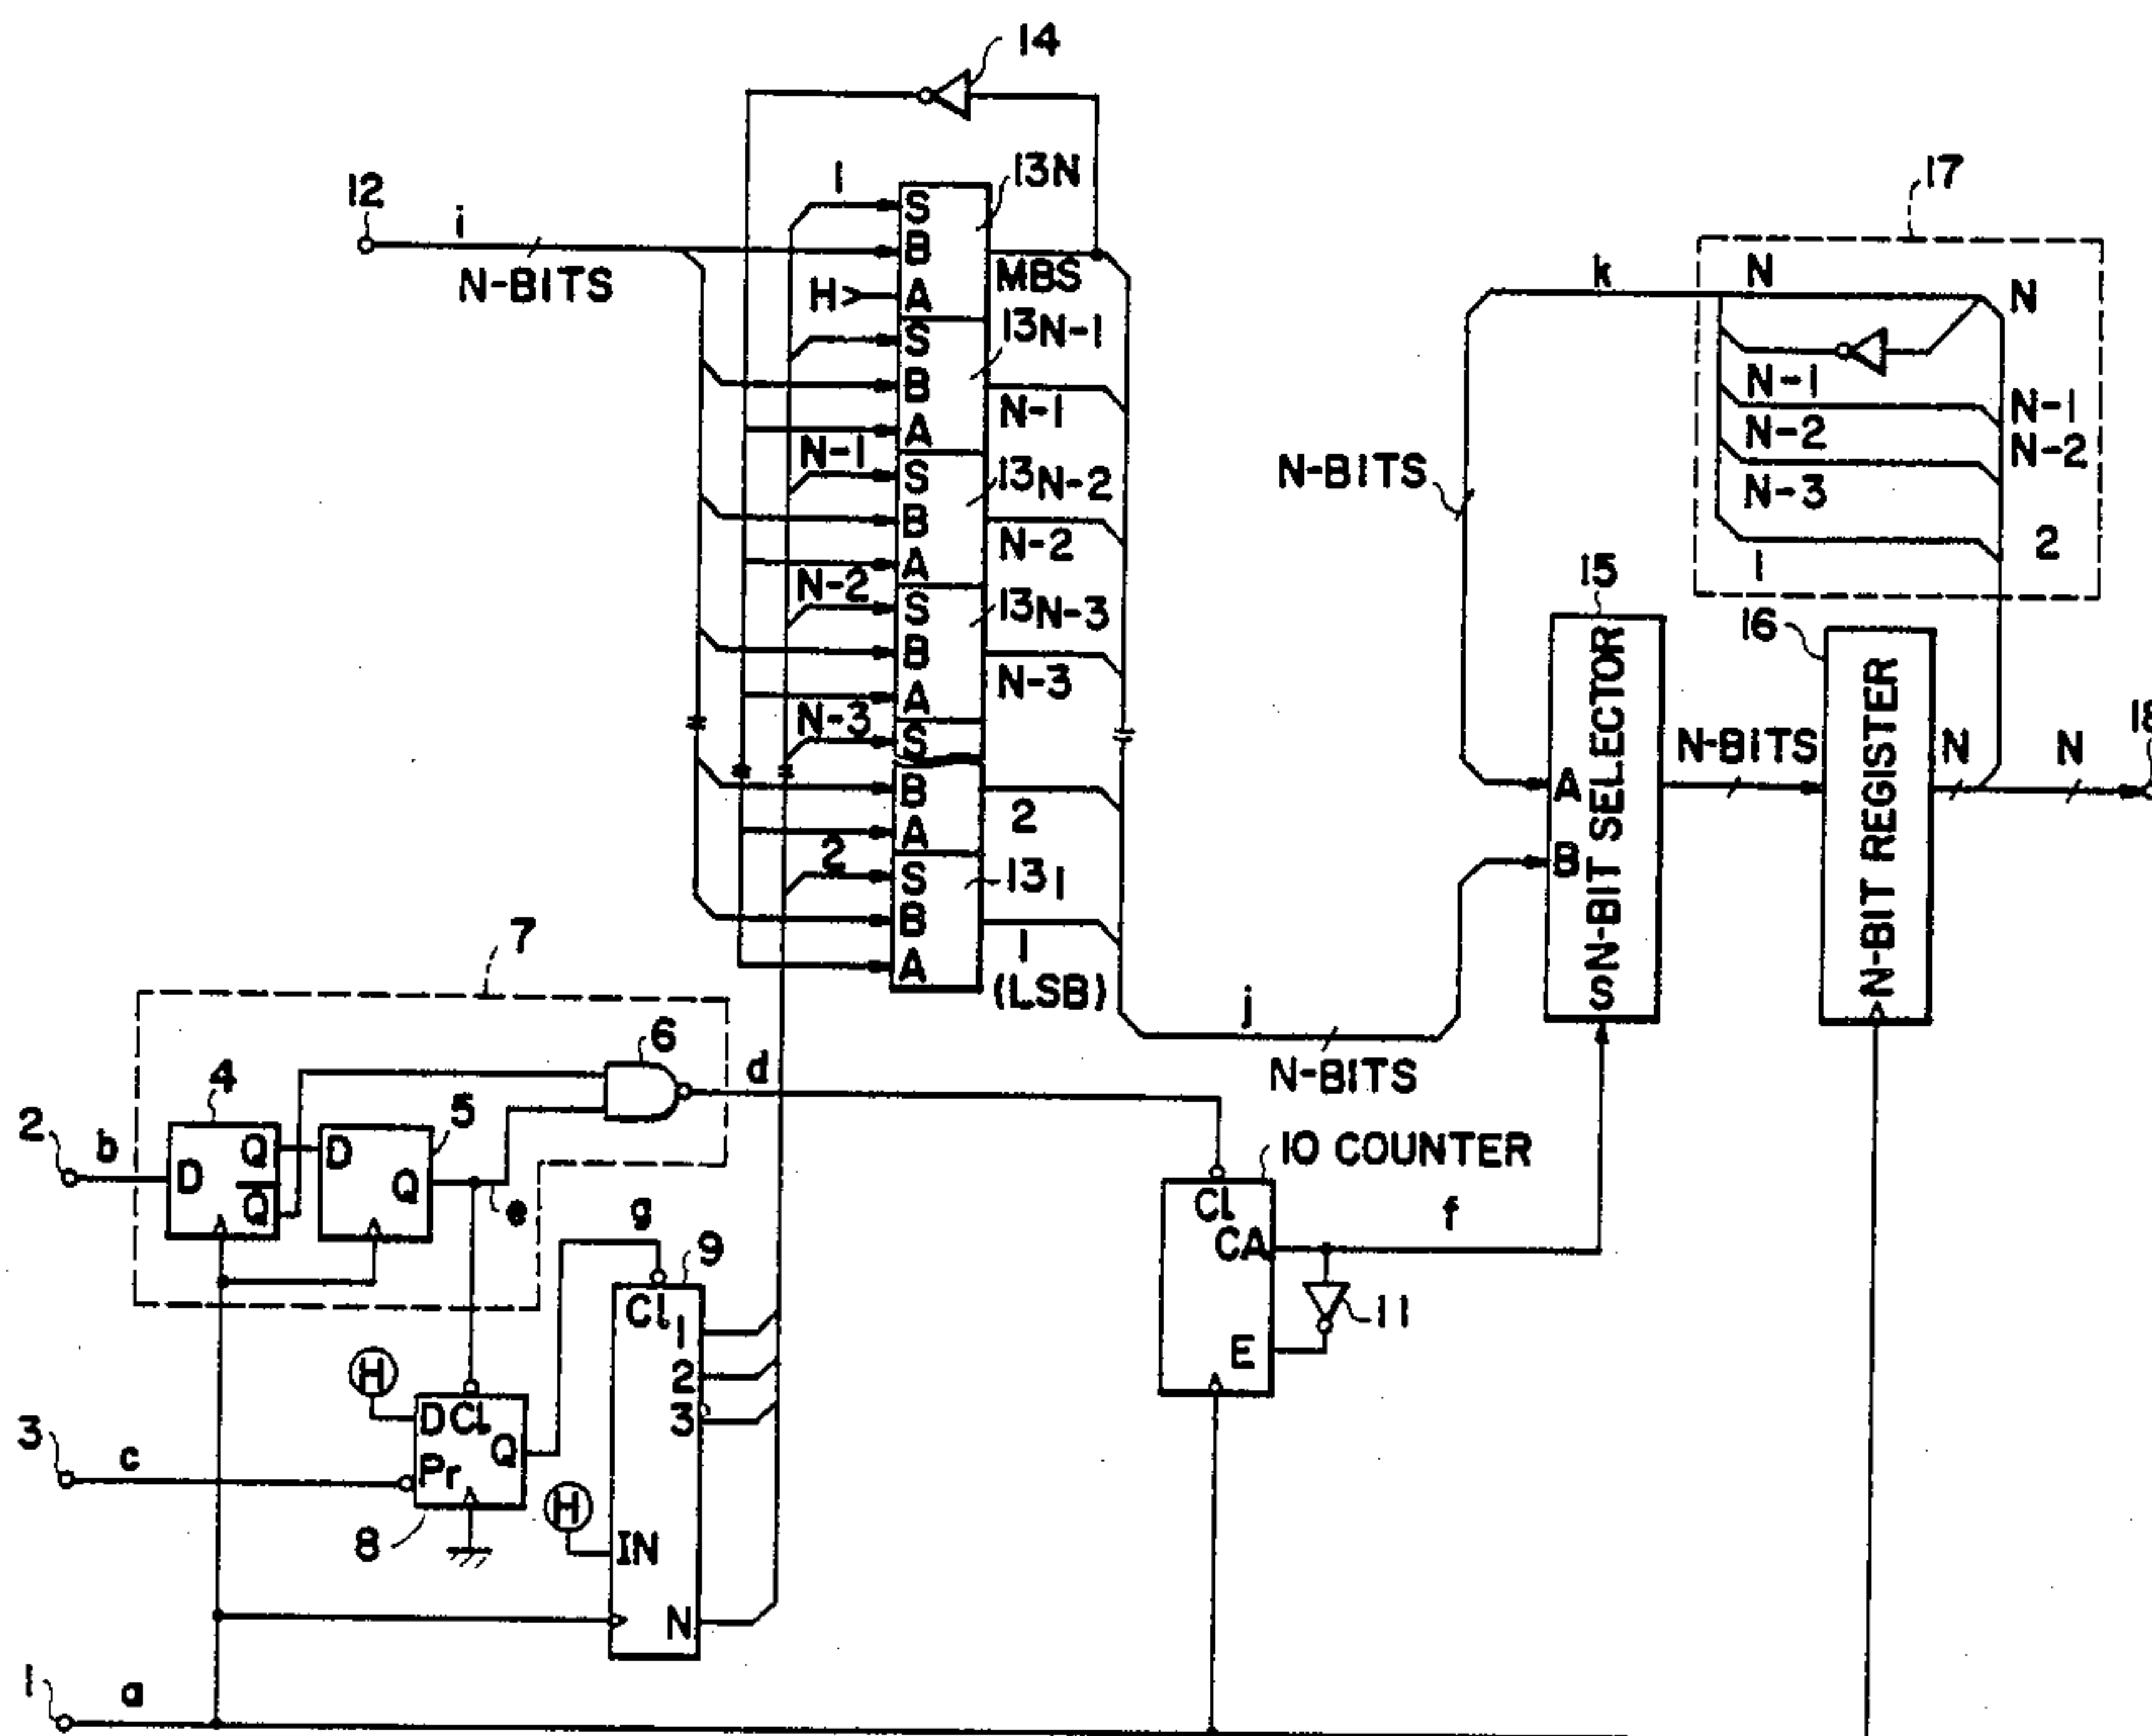 14
13N
12
i
N-BITS
1
S
B
H>
A
MBS
13N-1
S
B
N-1
A
N-1
S
13N-2
B
N-2
A
N-2
S
13N-3
B
N-3
A
N-3
S
B
2
A
2
S
131
B
1
A
(LSB)
j
N-BITS
17
k
N
N
N-1
N-1
N-2
N-2
N-3
2
1
N-BITS
15
A
B
S
N-BIT SELECTOR
N-BITS
16
N-BIT REGISTER
N
N
7
6
d
4
5
2
b
D
Q
Q
D
Q
e
g
9
H
D
Cl
Q
Pr
3
c
8
H
Cl
1
2
3
IN
N
10 COUNTER
Cl
CA
f
11
E
1
a